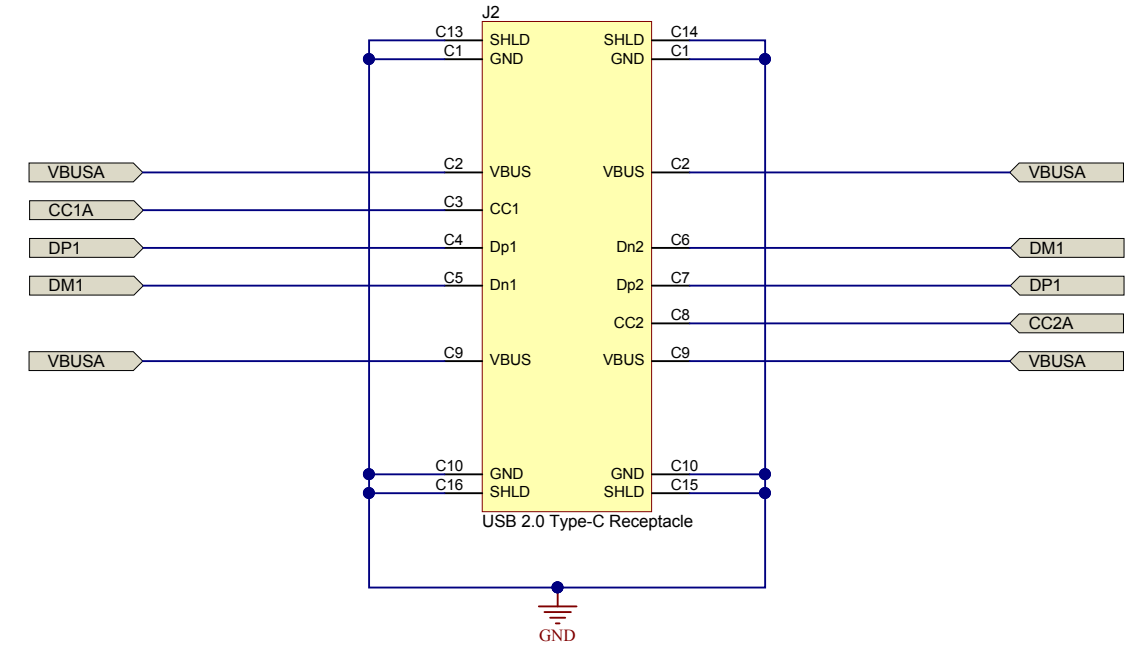 J2
C13 SHLD SHLD C14
C1 GND GND C1
VBUSA C2 VBUS VBUS C2 VBUSA
CC1A C3 CC1
DP1 C4 Dp1 Dn2 C6 DM1
DM1 C5 Dn1 Dp2 C7 DP1
CC2 C8 CC2A
VBUSA C9 VBUS VBUS C9 VBUSA
C10 GND GND C10
C16 SHLD SHLD C15
USB 2.0 Type-C Receptacle
GND